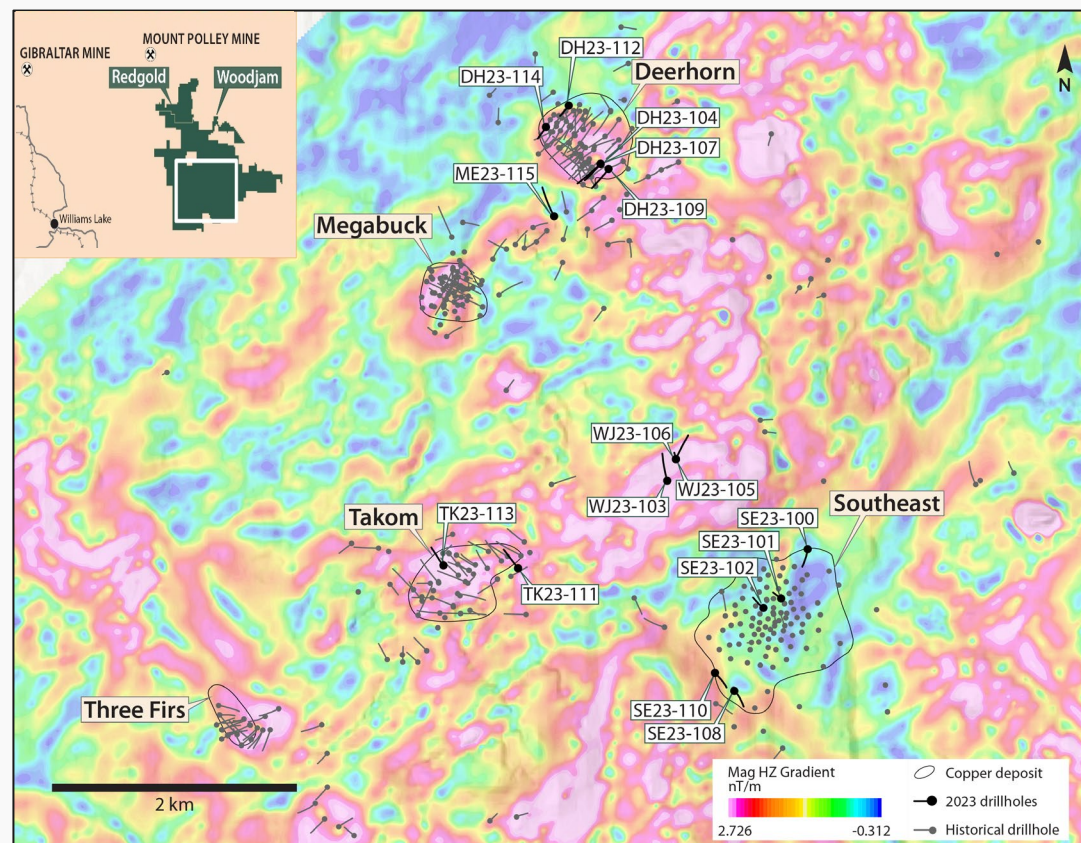 GIBRALTAR MINE
MOUNT POLLEY MINE
Redgold
Woodjam
Williams Lake
N
DH23-112
DH23-114
Deerhorn
DH23-104
DH23-107
ME23-115
DH23-109
Megabuck
WJ23-106
WJ23-105
WJ23-103
Southeast
Takom
TK23-113
SE23-100
SE23-101
SE23-102
TK23-111
Three Firs
SE23-110
SE23-108
2 km
Mag HZ Gradient
nT/m
2.726
-0.312
Copper deposit
2023 drillholes
Historical drillhole